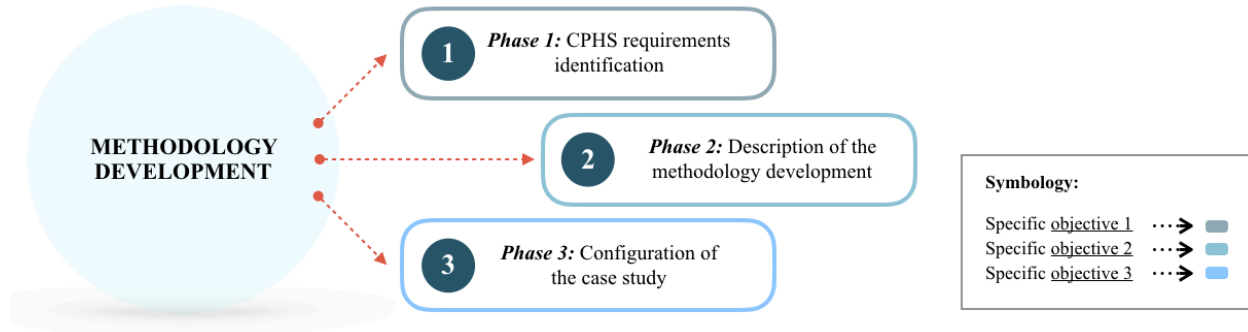 METHODOLOGY
DEVELOPMENT
1
Phase 1: CPHS requirements
identification
2
Phase 2: Description of the
methodology development
3
Phase 3: Configuration of
the case study
Symbology:
Specific objective 1
Specific objective 2
Specific objective 3